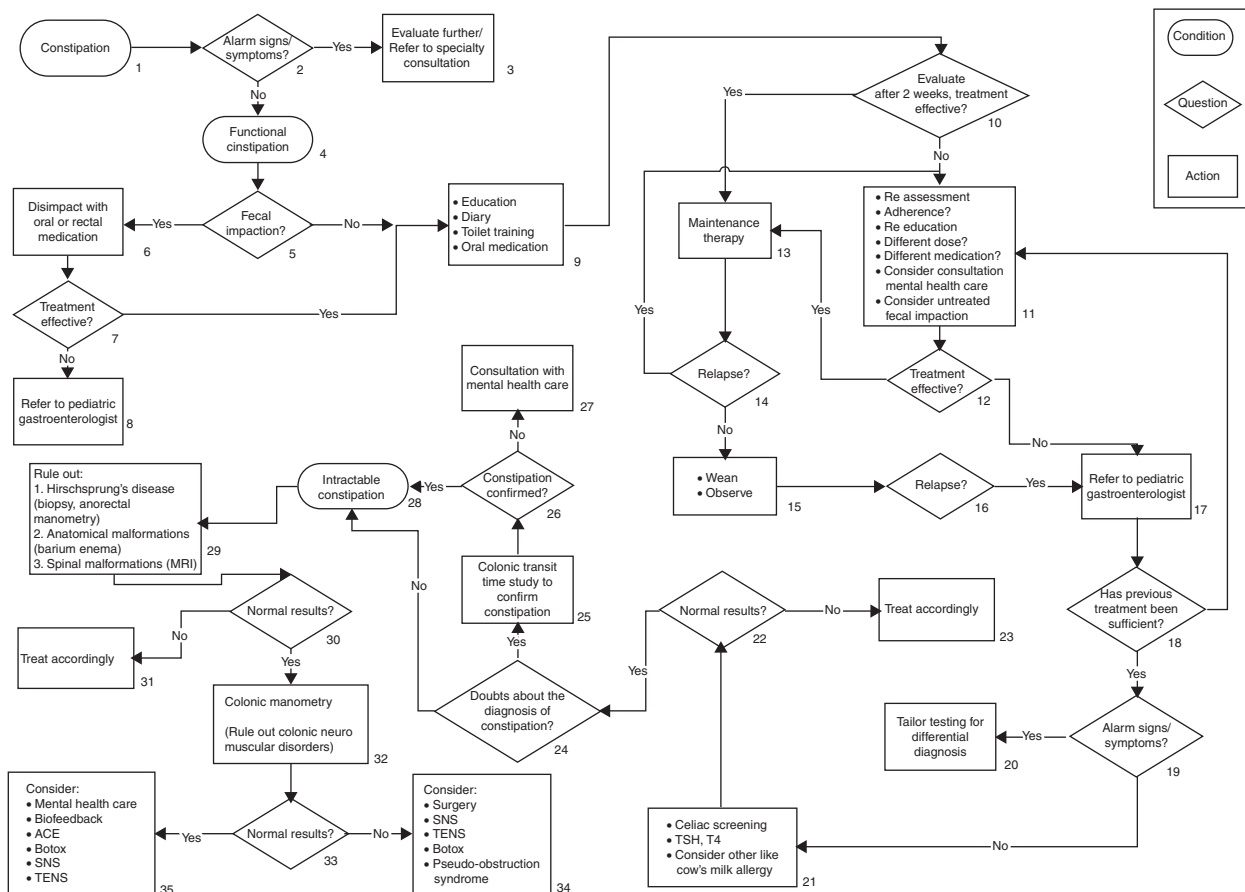 Constipation
1
Alarm signs/
symptoms?
2
Yes
Evaluate further/
Refer to specialty
consultation
3
No
Functional
cinstipation
4
Fecal
impaction?
5
Yes
Disimpact with
oral or rectal
medication
6
No
Treatment
effective?
7
Yes
No
Refer to pediatric
gastroenterologist
8
• Education
• Diary
• Toilet training
• Oral medication
9
Evaluate
after 2 weeks, treatment
effective?
10
Yes
No
• Re assessment
• Adherence?
• Re education
• Different dose?
• Different medication?
• Consider consultation
mental health care
• Consider untreated
fecal impaction
11
Treatment
effective?
12
Yes
No
Maintenance
therapy
13
Relapse?
14
Yes
No
• Wean
• Observe
15
Relapse?
16
Yes
Refer to pediatric
gastroenterologist
17
Has previous
treatment been
sufficient?
18
Yes
Alarm signs/
symptoms?
19
Yes
Tailor testing for
differential
diagnosis
20
No
• Celiac screening
• TSH, T4
• Consider other like
cow's milk allergy
21
Normal results?
22
No
Treat accordingly
23
Yes
Doubts about the
diagnosis of
constipation?
24
Yes
No
Colonic transit
time study to
confirm
constipation
25
Constipation
confirmed?
26
No
Consultation with
mental health care
27
Yes
Intractable
constipation
28
Rule out:
1. Hirschsprung's disease
(biopsy, anorectal
manometry)
2. Anatomical malformations
(barium enema)
3. Spinal malformations (MRI)
29
Normal results?
30
No
Treat accordingly
31
Yes
Colonic manometry
(Rule out colonic neuro
muscular disorders)
32
Normal results?
33
No
Consider:
• Surgery
• SNS
• TENS
• Botox
• Pseudo-obstruction
syndrome
34
Yes
Consider:
• Mental health care
• Biofeedback
• ACE
• Botox
• SNS
• TENS
35
Condition
Question
Action